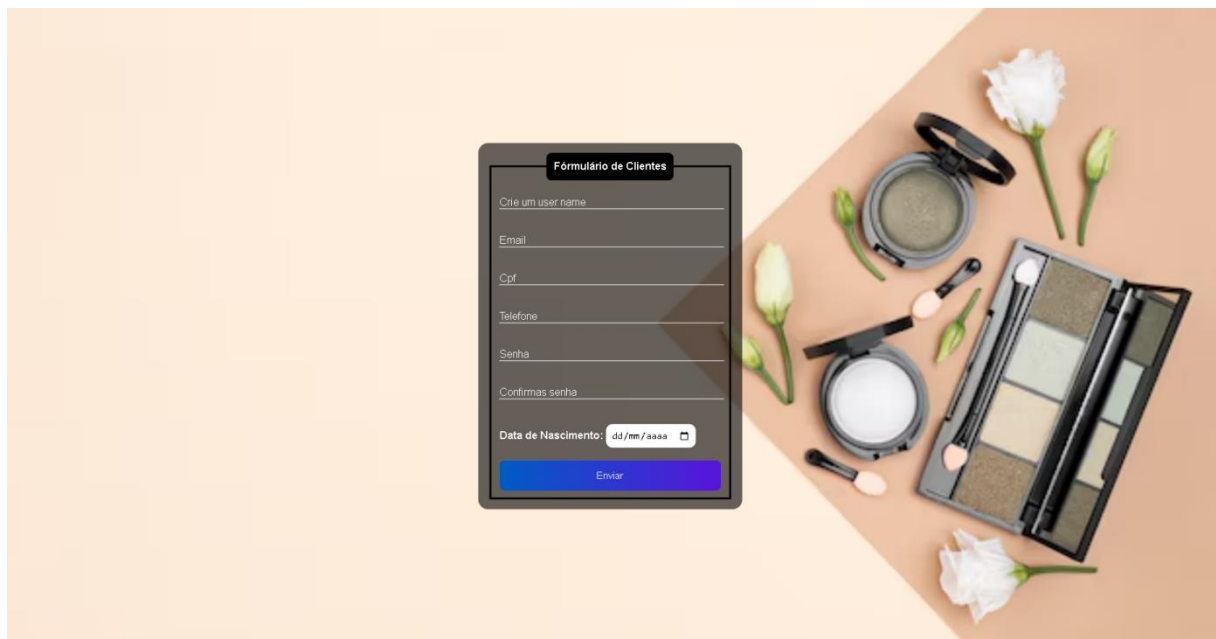 Fórmulário de Clientes
Crie um user name
Email
Cpf
Telefone
Senha
Confirmas senha
Data de Nascimento: dd/mm/aaaa
Enviar